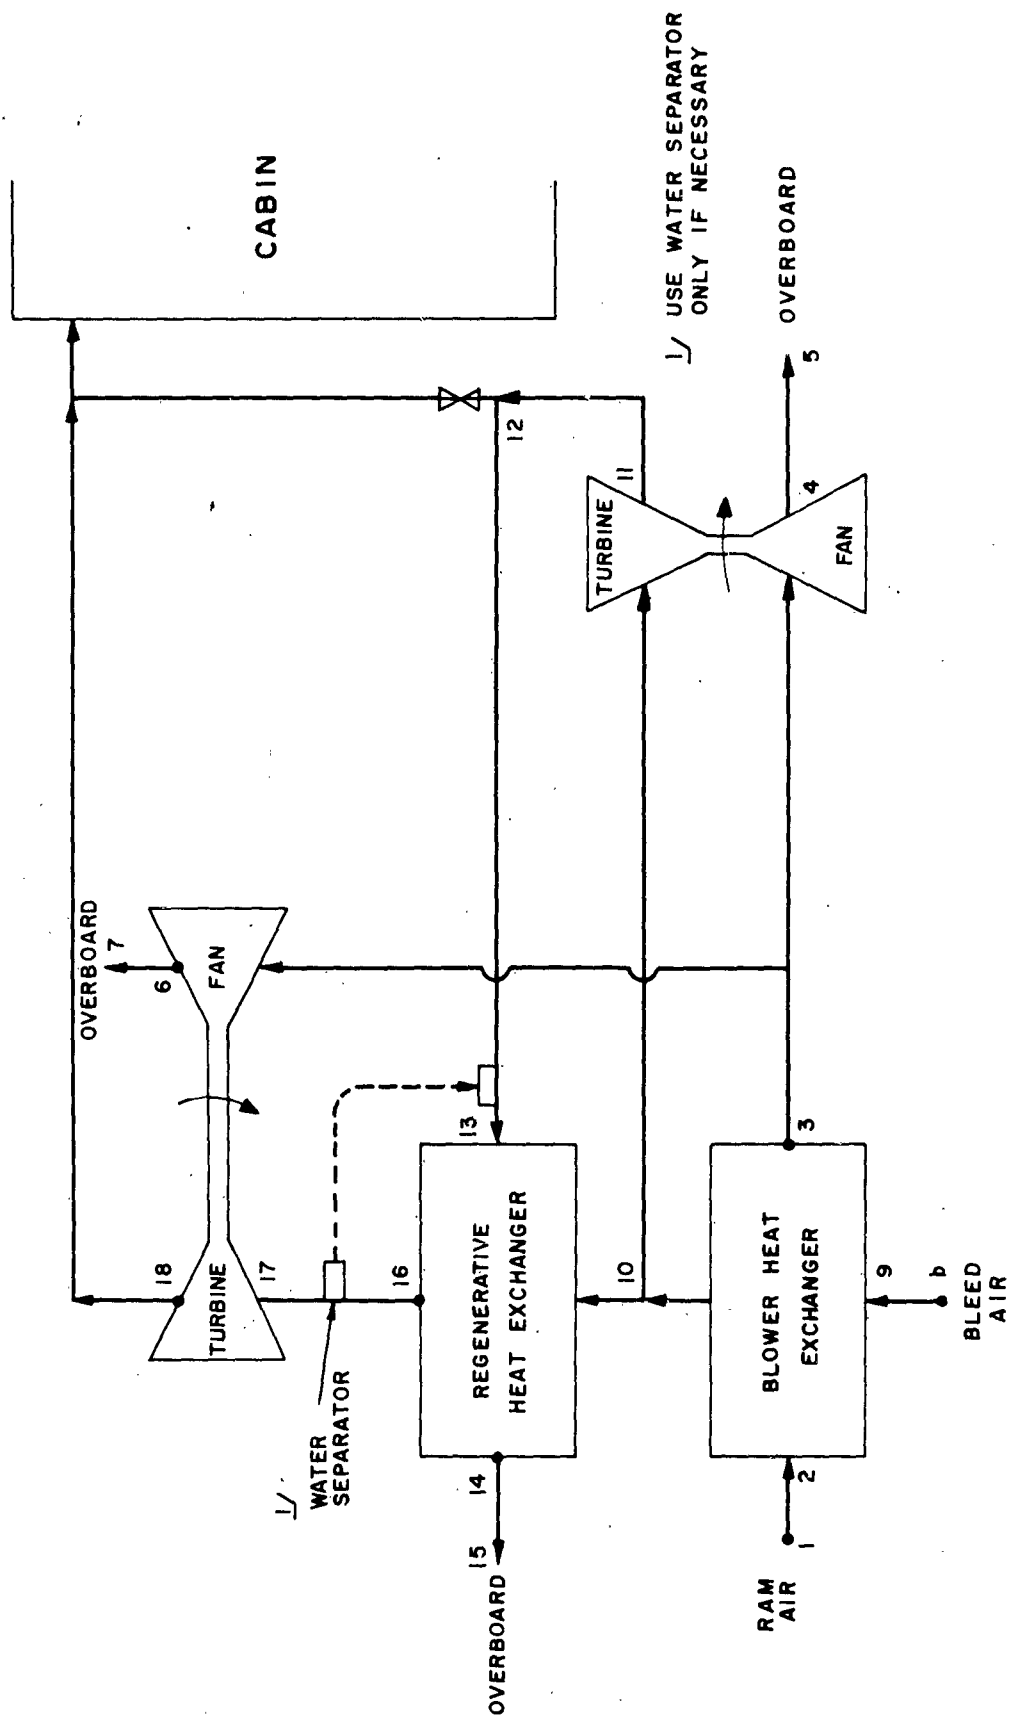 CABIN
1/ USE WATER SEPARATOR
ONLY IF NECESSARY
OVERBOARD
7
6
FAN
18
TURBINE
17
12
11
TURBINE
4
FAN
5
OVERBOARD
1/
WATER
SEPARATOR
16
13
REGENERATIVE
HEAT EXCHANGER
14
15
OVERBOARD
10
3
BLOWER HEAT
EXCHANGER
9
b
BLEED
AIR
2
1
RAM
AIR